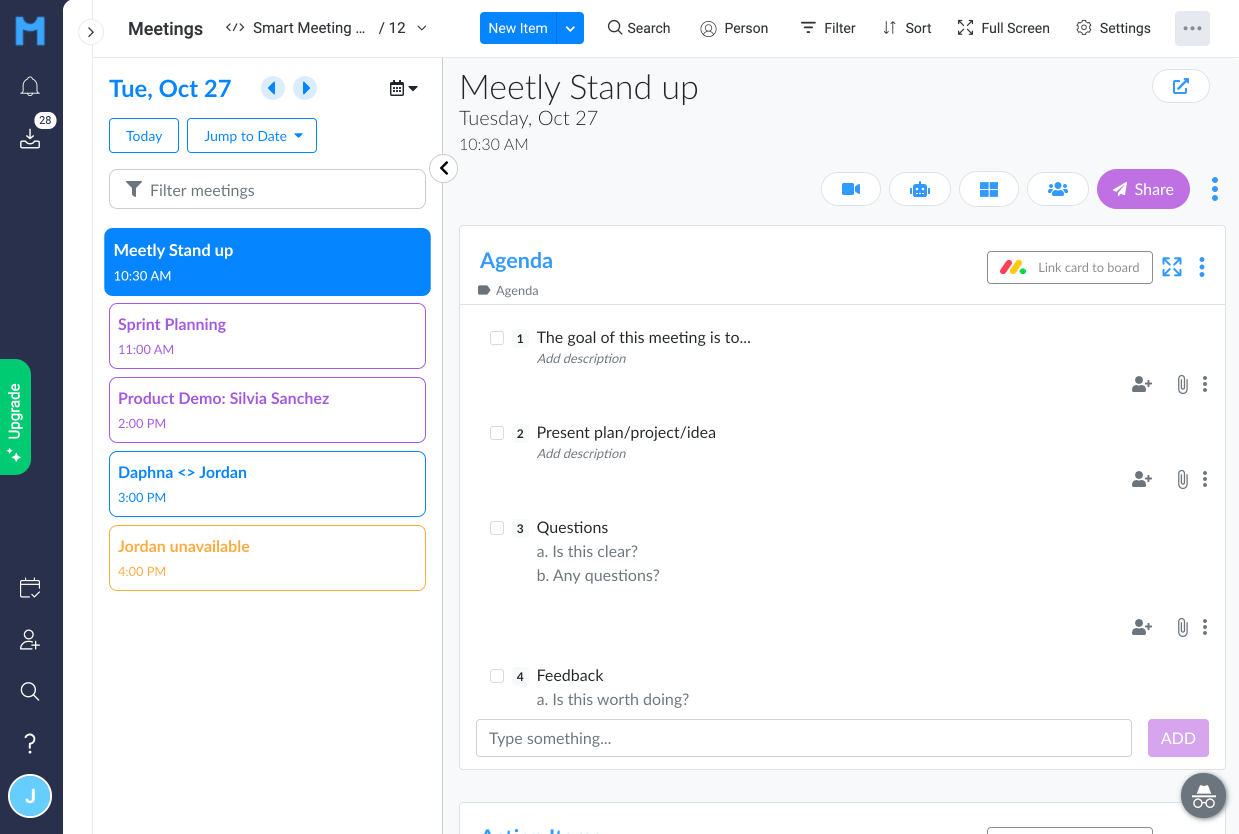 Meetings
Smart Meeting ... / 12
New Item
Search
Person
Filter
Sort
Full Screen
Settings
28
Upgrade
J
Tue, Oct 27
Today
Jump to Date
Filter meetings
Meetly Stand up
10:30 AM
Sprint Planning
11:00 AM
Product Demo: Silvia Sanchez
2:00 PM
Daphna <> Jordan
3:00 PM
Jordan unavailable
4:00 PM
Meetly Stand up
Tuesday, Oct 27
10:30 AM
Share
Agenda
Link card to board
Agenda
1 The goal of this meeting is to...
Add description
2 Present plan/project/idea
Add description
3 Questions
a. Is this clear?
b. Any questions?
4 Feedback
a. Is this worth doing?
Type something...
ADD